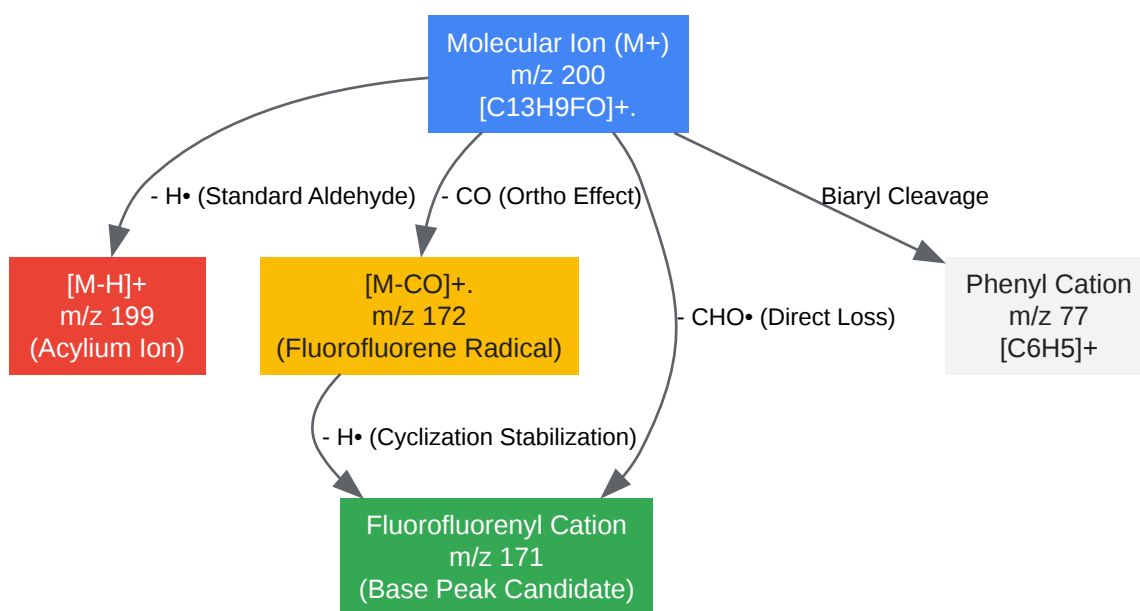 Molecular Ion (M+)
m/z 200
[C13H9FO]+.
- H• (Standard Aldehyde)
- CO (Ortho Effect)
Biaryl Cleavage
[M-H]+
m/z 199
(Acylium Ion)
[M-CO]+.
m/z 172
(Fluorofluorene Radical)
- CHO• (Direct Loss)
Phenyl Cation
m/z 77
[C6H5]+
- H• (Cyclization Stabilization)
Fluorofluorenyl Cation
m/z 171
(Base Peak Candidate)